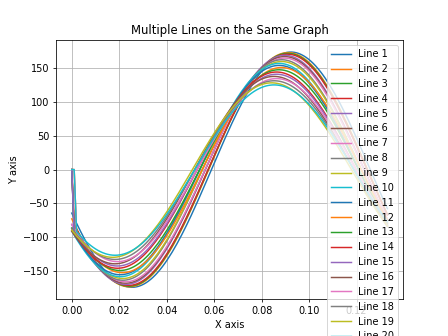 Multiple Lines on the Same Graph
150
100
50
0
−50
−100
−150
Y axis
0.00
0.02
0.04
0.06
0.08
0.10
X axis
Line 1
Line 2
Line 3
Line 4
Line 5
Line 6
Line 7
Line 8
Line 9
Line 10
Line 11
Line 12
Line 13
Line 14
Line 15
Line 16
Line 17
Line 18
Line 19
Line 20